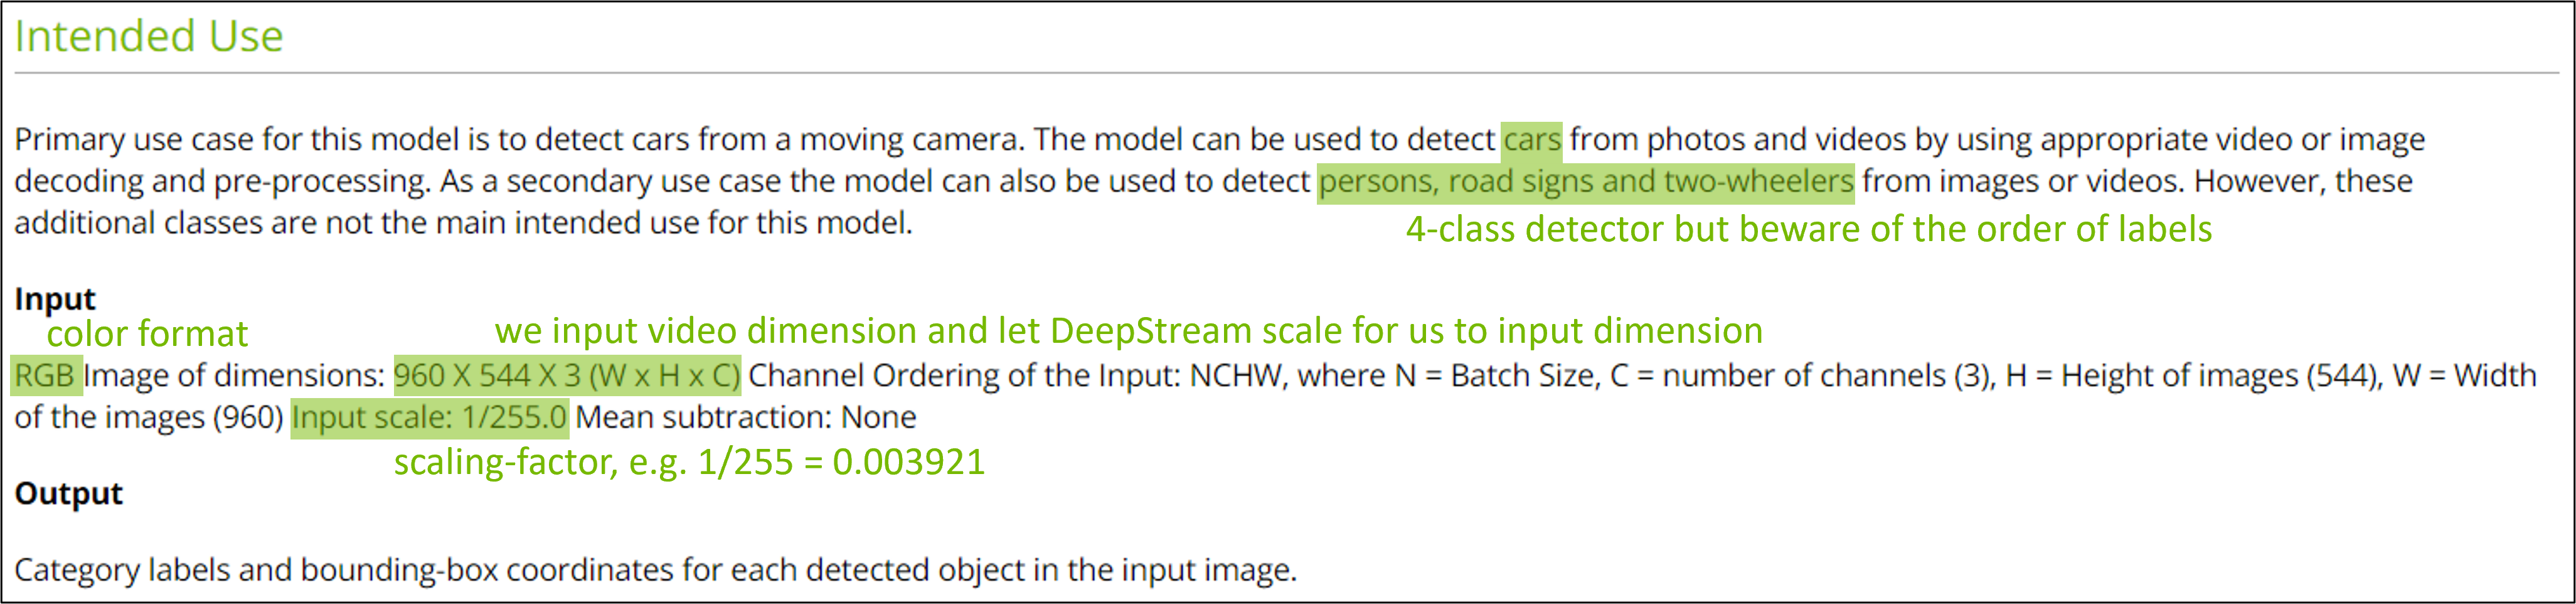 Intended Use
Primary use case for this model is to detect cars from a moving camera. The model can be used to detect cars from photos and videos by using appropriate video or image
decoding and pre-processing. As a secondary use case the model can also be used to detect persons, road signs and two-wheelers from images or videos. However, these
additional classes are not the main intended use for this model.
4-class detector but beware of the order of labels
Input
color format
we input video dimension and let DeepStream scale for us to input dimension
RGB Image of dimensions: 960 X 544 X 3 (W x H x C) Channel Ordering of the Input: NCHW, where N = Batch Size, C = number of channels (3), H = Height of images (544), W = Width
of the images (960) Input scale: 1/255.0 Mean subtraction: None
scaling-factor, e.g. 1/255 = 0.003921
Output
Category labels and bounding-box coordinates for each detected object in the input image.